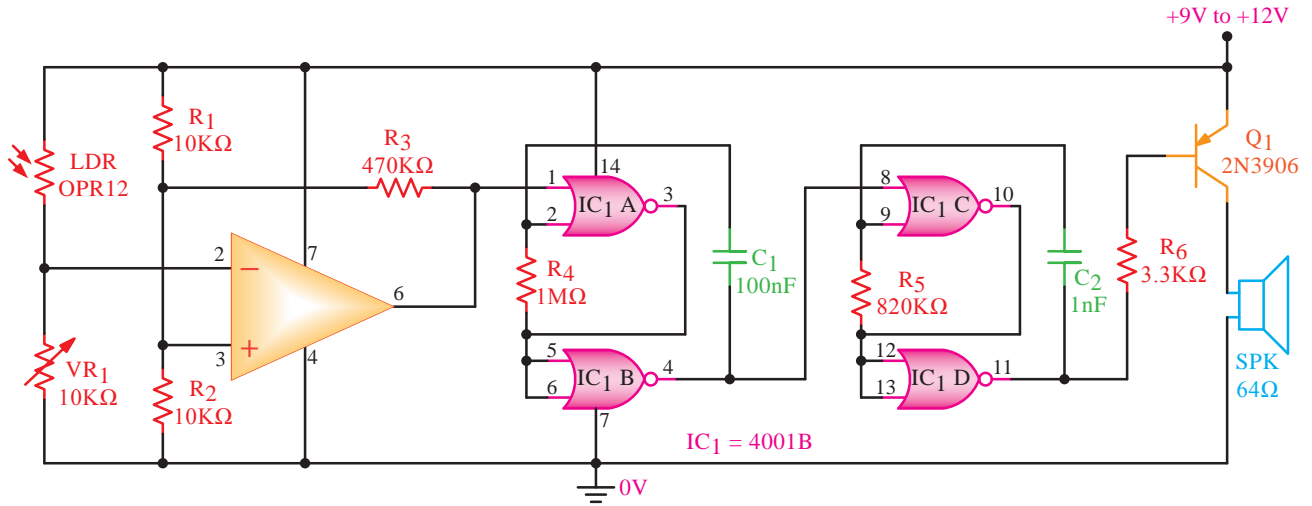 +9V to +12V
R1
10KΩ
LDR
OPR12
R3
470KΩ
Q1
2N3906
14
1
2
3
IC1 A
8
9
10
IC1 C
2
7
6
3
4
−
+
R4
1MΩ
C1
100nF
R5
820KΩ
C2
1nF
R6
3.3KΩ
VR1
10KΩ
R2
10KΩ
5
6
4
IC1 B
7
12
13
11
IC1 D
SPK
64Ω
IC1 = 4001B
0V